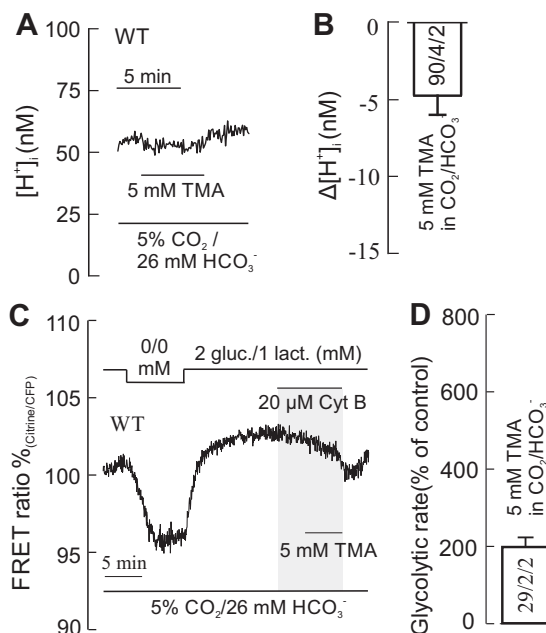 A
WT
100
75
50
25
0
[H⁺]ᵢ (nM)
5 min
5 mM TMA
5% CO₂ /
26 mM HCO₃⁻
B
0
-5
-10
-15
Δ[H⁺]ᵢ (nM)
90/4/2
5 mM TMA
in CO₂/HCO₃⁻
C
110
105
100
95
90
FRET ratio %(Citrine/CFP)
0/0
mM
2 gluc./1 lact. (mM)
20 µM Cyt B
WT
5 mM TMA
5 min
5% CO₂/26 mM HCO₃⁻
D
800
600
400
200
0
Glycolytic rate(% of control)
5 mM TMA
in CO₂/HCO₃⁻
29/2/2